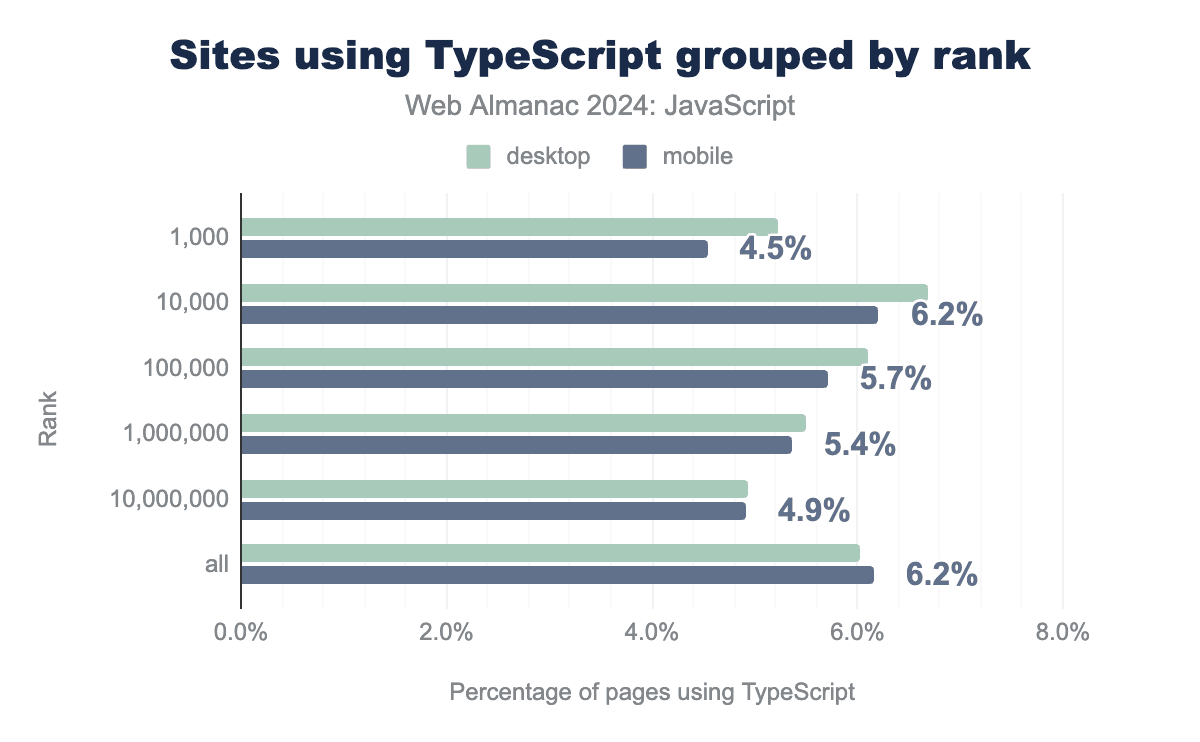 Sites using TypeScript grouped by rank
Web Almanac 2024: JavaScript
desktop mobile
Rank
1,000 4.5%
10,000 6.2%
100,000 5.7%
1,000,000 5.4%
10,000,000 4.9%
all 6.2%
0.0% 2.0% 4.0% 6.0% 8.0%
Percentage of pages using TypeScript